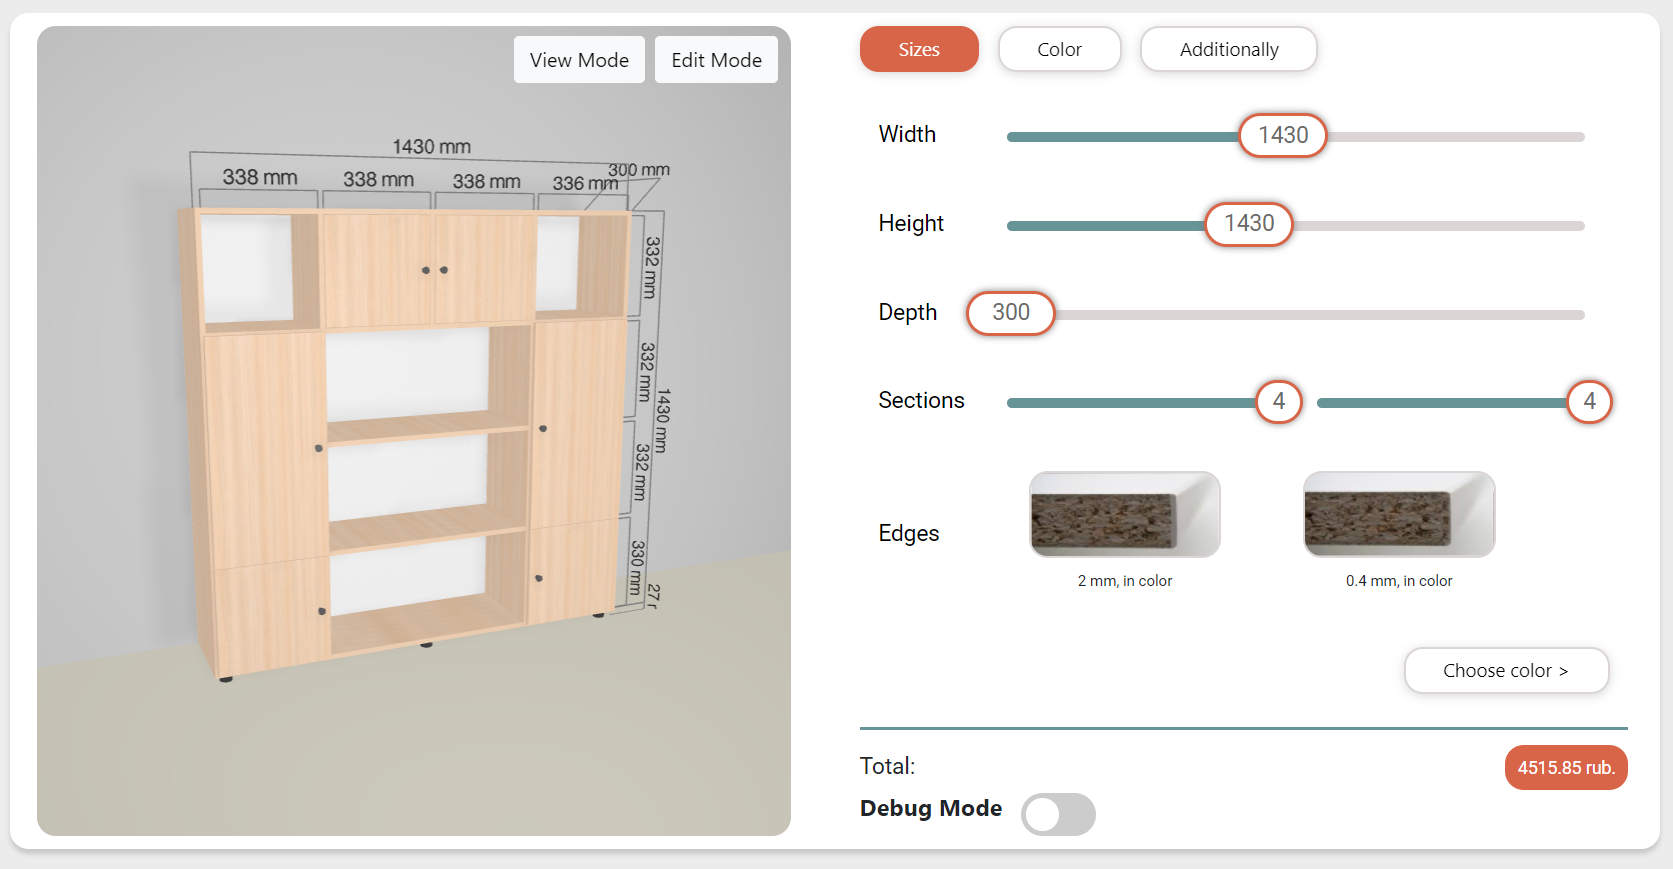 View Mode
Edit Mode
1430 mm
300 mm
338 mm
338 mm
338 mm
336 mm
332 mm
332 mm
1430 mm
332 mm
330 mm
27 r
Sizes
Color
Additionally
Width
1430
Height
1430
Depth
300
Sections
4
4
Edges
2 mm, in color
0.4 mm, in color
Choose color >
Total:
4515.85 rub.
Debug Mode